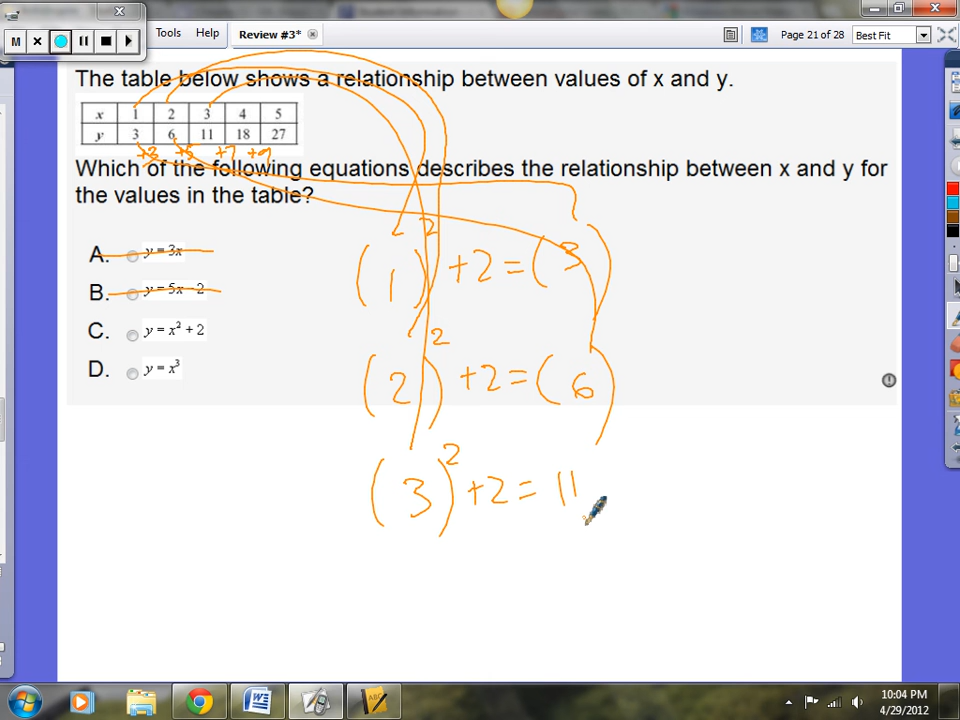 M
Tools Help Review #3* Page 21 of 28 Best Fit
The table below shows a relationship between values of x and y.
x 1 2 3 4 5
y 3 6 11 18 27
+3 +5 +7 +9
Which of the following equations describes the relationship between x and y for
the values in the table?
A. y = 3x
B. y = 5x - 2
C. y = x² + 2
D. y = x³
(1)² +2 = (3)
(2)² +2 = (6)
(3)² +2 = 11
10:04 PM
4/29/2012